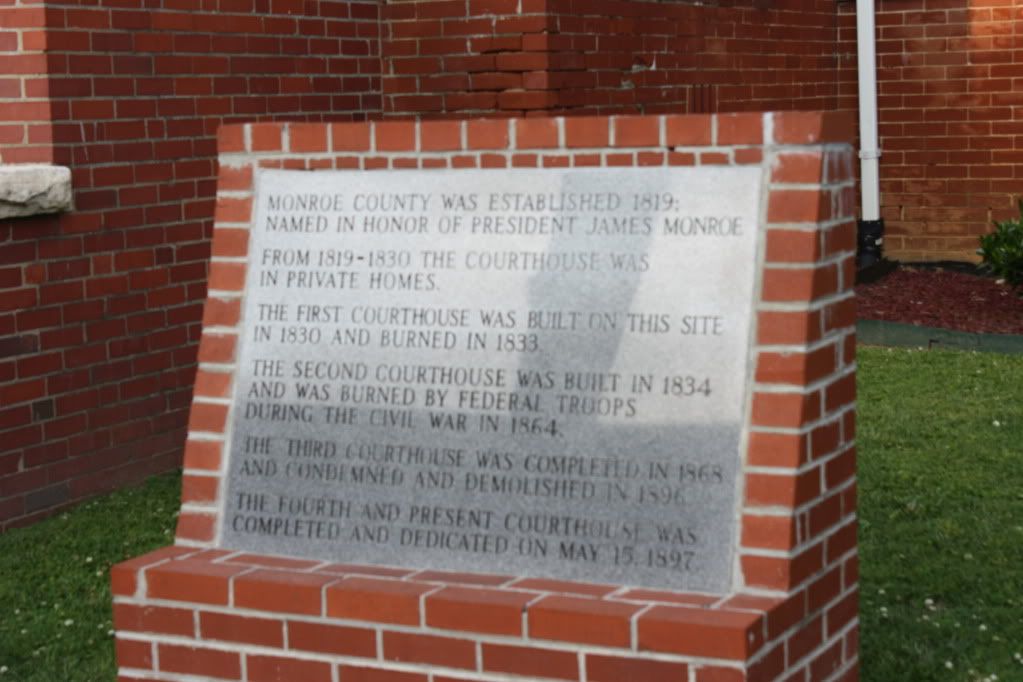 MONROE COUNTY WAS ESTABLISHED 1819;
NAMED IN HONOR OF PRESIDENT JAMES MONROE
FROM 1819-1830 THE COURTHOUSE WAS
IN PRIVATE HOMES.
THE FIRST COURTHOUSE WAS BUILT ON THIS SITE
IN 1830 AND BURNED IN 1833.
THE SECOND COURTHOUSE WAS BUILT IN 1834
AND WAS BURNED BY FEDERAL TROOPS
DURING THE CIVIL WAR IN 1864.
THE THIRD COURTHOUSE WAS COMPLETED IN 1868
AND CONDEMNED AND DEMOLISHED IN 1896.
THE FOURTH AND PRESENT COURTHOUSE WAS
COMPLETED AND DEDICATED ON MAY 15, 1897.